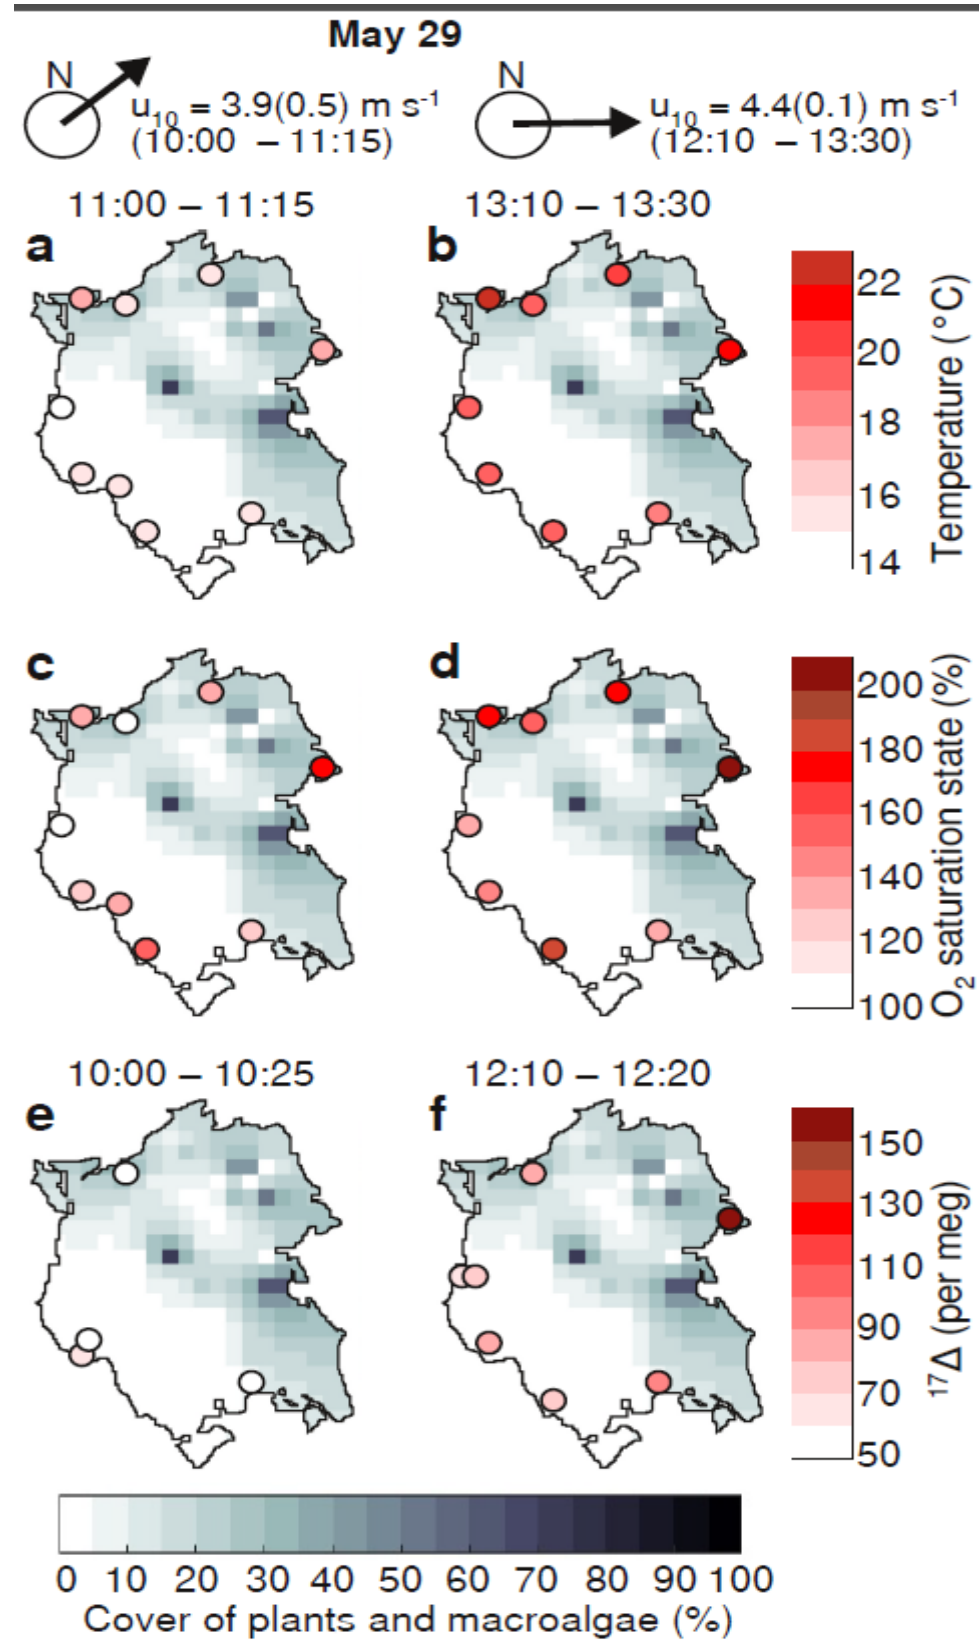 May 29
N
u10 = 3.9(0.5) m s-1
(10:00 – 11:15)
N
u10 = 4.4(0.1) m s-1
(12:10 – 13:30)
11:00 – 11:15
13:10 – 13:30
a
b
22
20
18
16
14
Temperature (°C)
c
d
200
180
160
140
120
100
O2 saturation state (%)
10:00 – 10:25
12:10 – 12:20
e
f
150
130
110
90
70
50
17Δ (per meg)
0 10 20 30 40 50 60 70 80 90 100
Cover of plants and macroalgae (%)